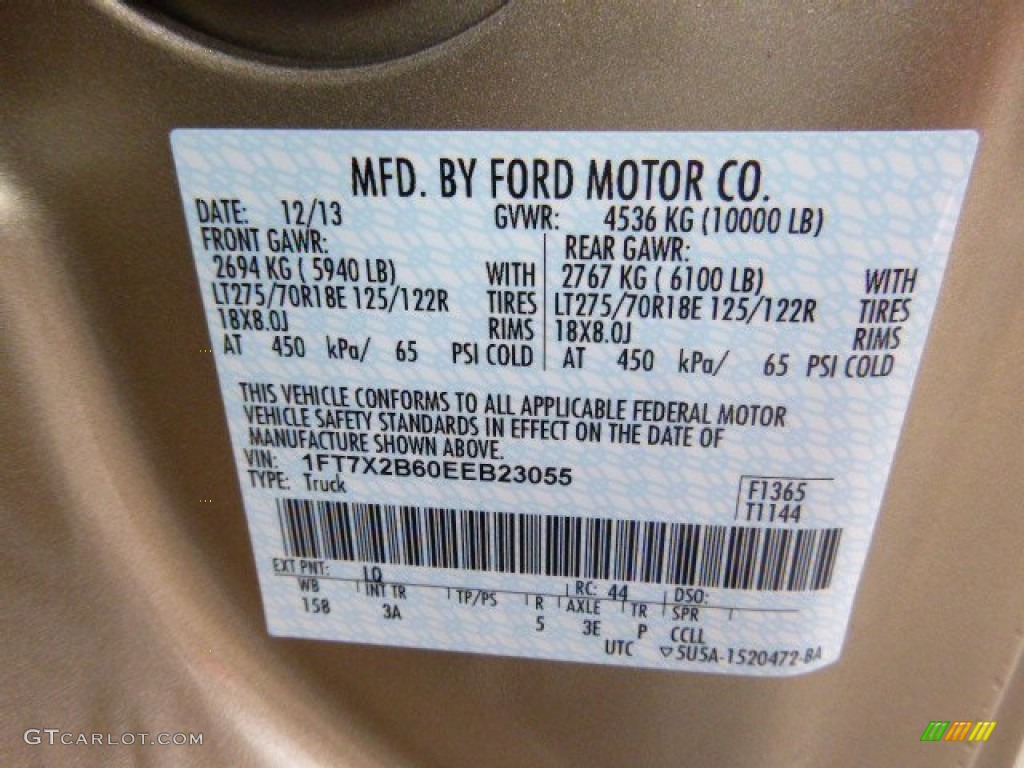 MFD. BY FORD MOTOR CO.
DATE: 12/13 GVWR: 4536 KG (10000 LB)
FRONT GAWR: REAR GAWR:
2694 KG ( 5940 LB) WITH 2767 KG ( 6100 LB) WITH
LT275/70R18E 125/122R TIRES LT275/70R18E 125/122R TIRES
18X8.0J RIMS 18X8.0J RIMS
AT 450 kPa/ 65 PSI COLD AT 450 kPa/ 65 PSI COLD
THIS VEHICLE CONFORMS TO ALL APPLICABLE FEDERAL MOTOR
VEHICLE SAFETY STANDARDS IN EFFECT ON THE DATE OF
MANUFACTURE SHOWN ABOVE.
VIN: 1FT7X2B60EEB23055
TYPE: Truck F1365
T1144
EXT PNT: LQ RC: 44 DSO:
WB INT TR TP/PS R AXLE TR SPR
158 3A 5 3E P CCLL
UTC ▽5U5A-1520472-BA
GTCARLOT.COM